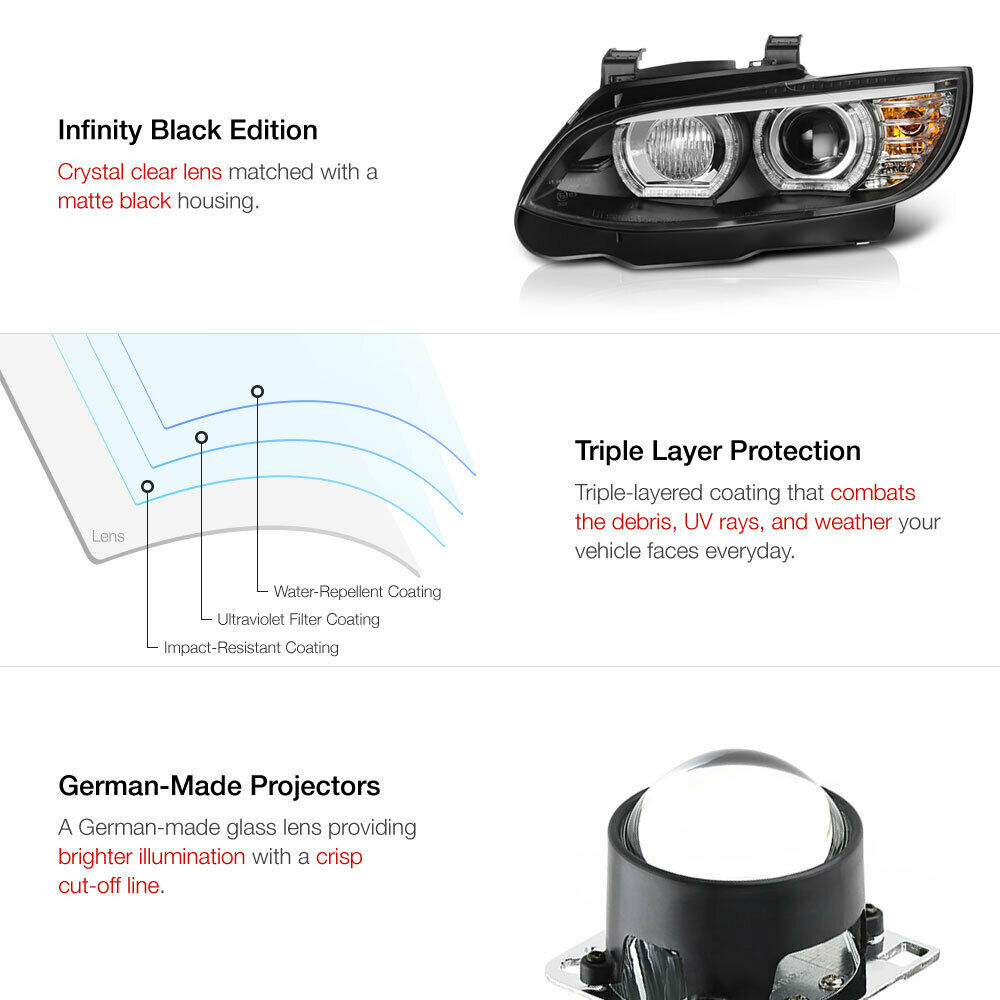 Infinity Black Edition
Crystal clear lens matched with a
matte black housing.
Lens
Water-Repellent Coating
Ultraviolet Filter Coating
Impact-Resistant Coating
Triple Layer Protection
Triple-layered coating that combats
the debris, UV rays, and weather your
vehicle faces everyday.
German-Made Projectors
A German-made glass lens providing
brighter illumination with a crisp
cut-off line.